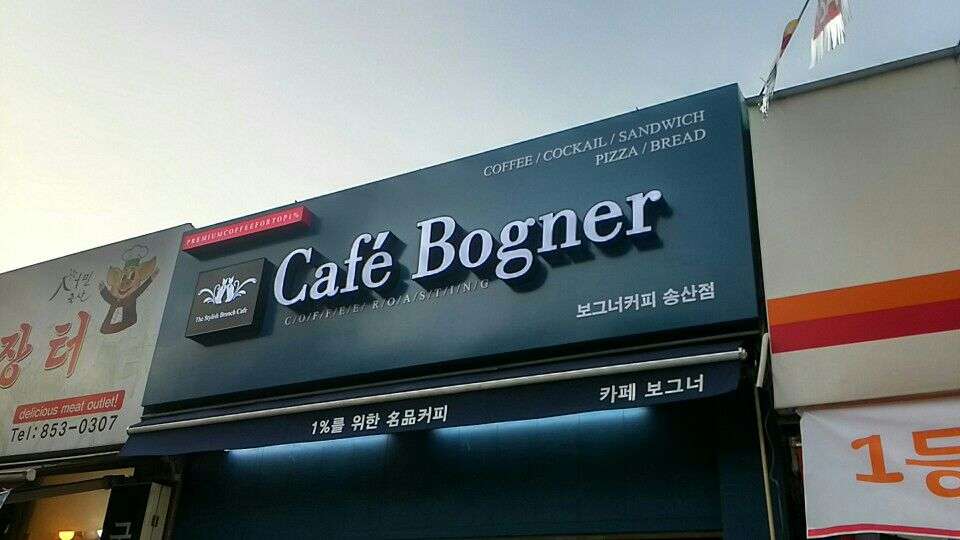 COFFEE / COCKAIL / SANDWICH
PIZZA / BREAD
PREMIUMCOFFEEFORTOP1%
Café Bogner
C/O/F/F/E/E/ R/O/A/S/T/I/N/G
The Stylish Brunch Cafe
보그너커피 송산점
카페 보그너
1%를 위한 名品커피
장터
delicious meat outlet!
Tel:853-0307
1등